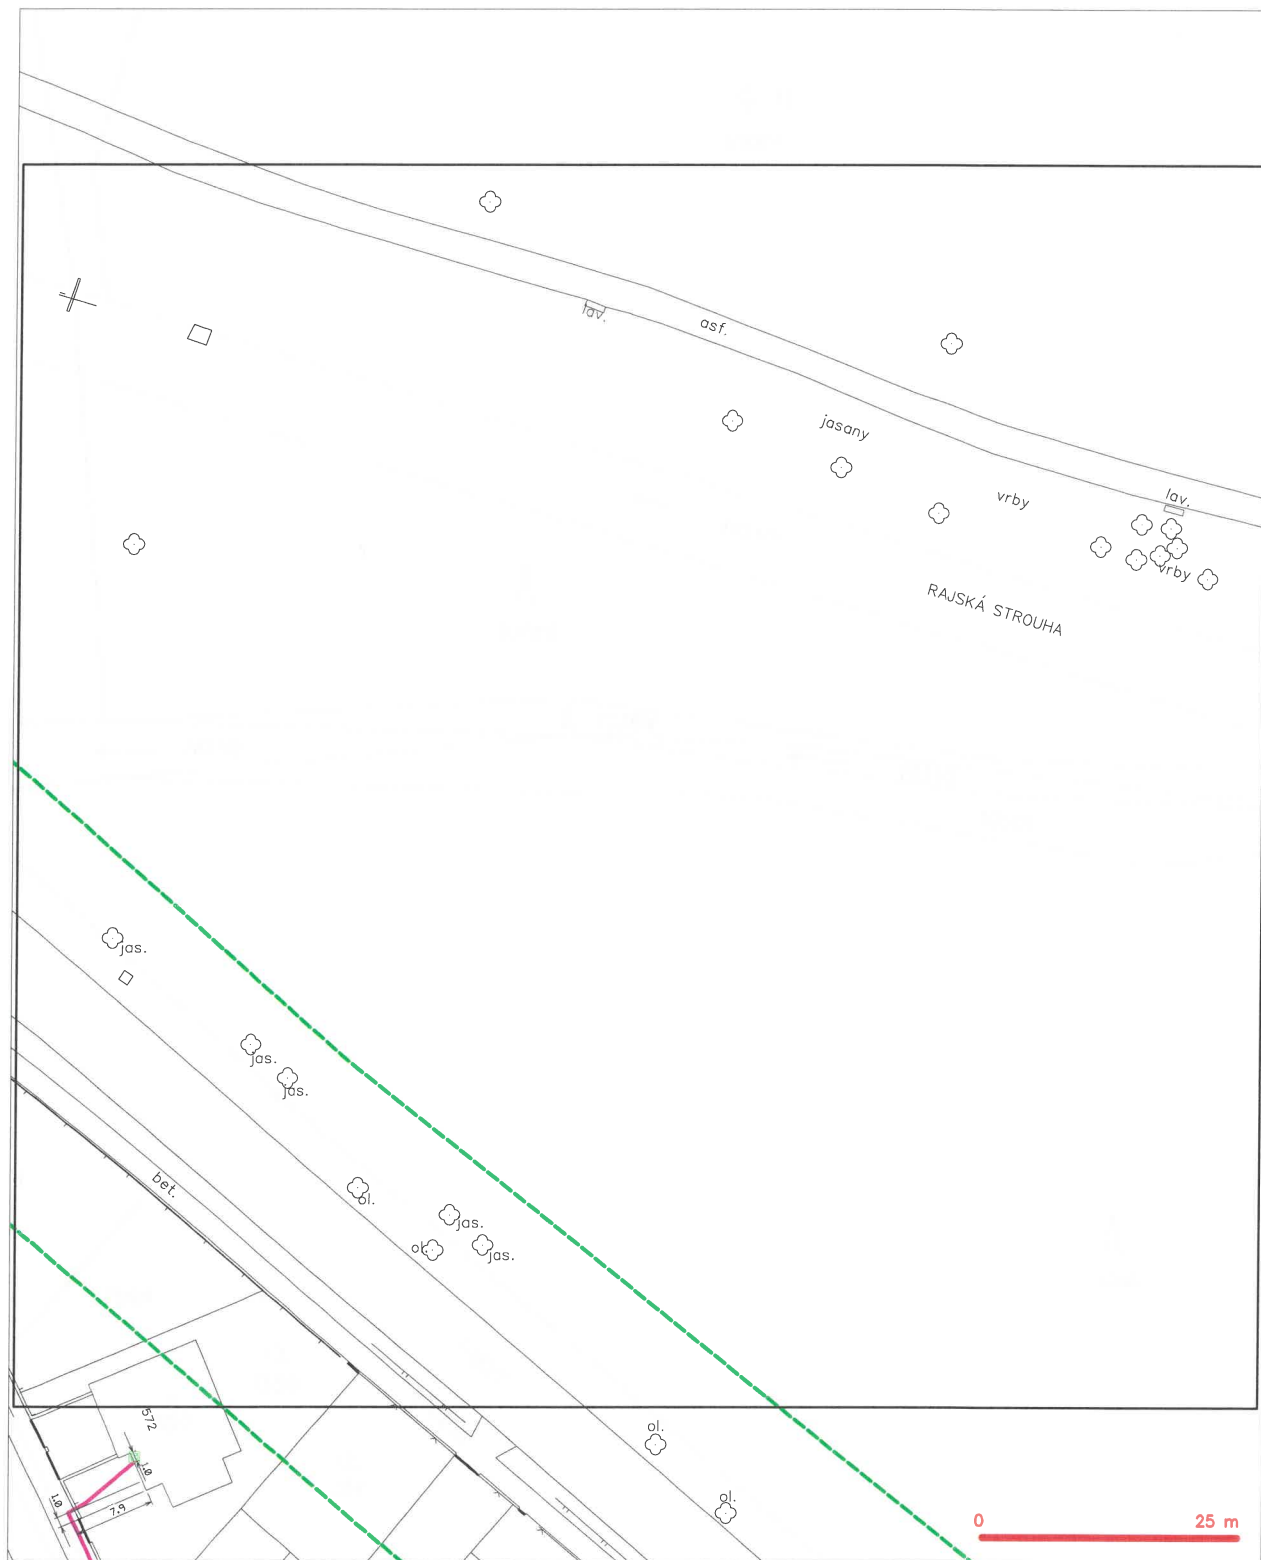 lav.
asf.
jasany
vrby
lav.
vrby
RAJSKÁ STROUHA
jas.
jas.
jas.
bet.
ol.
jas.
ol.
jas.
572
ol.
1.0
1.0
7.9
ol.
0 25 m